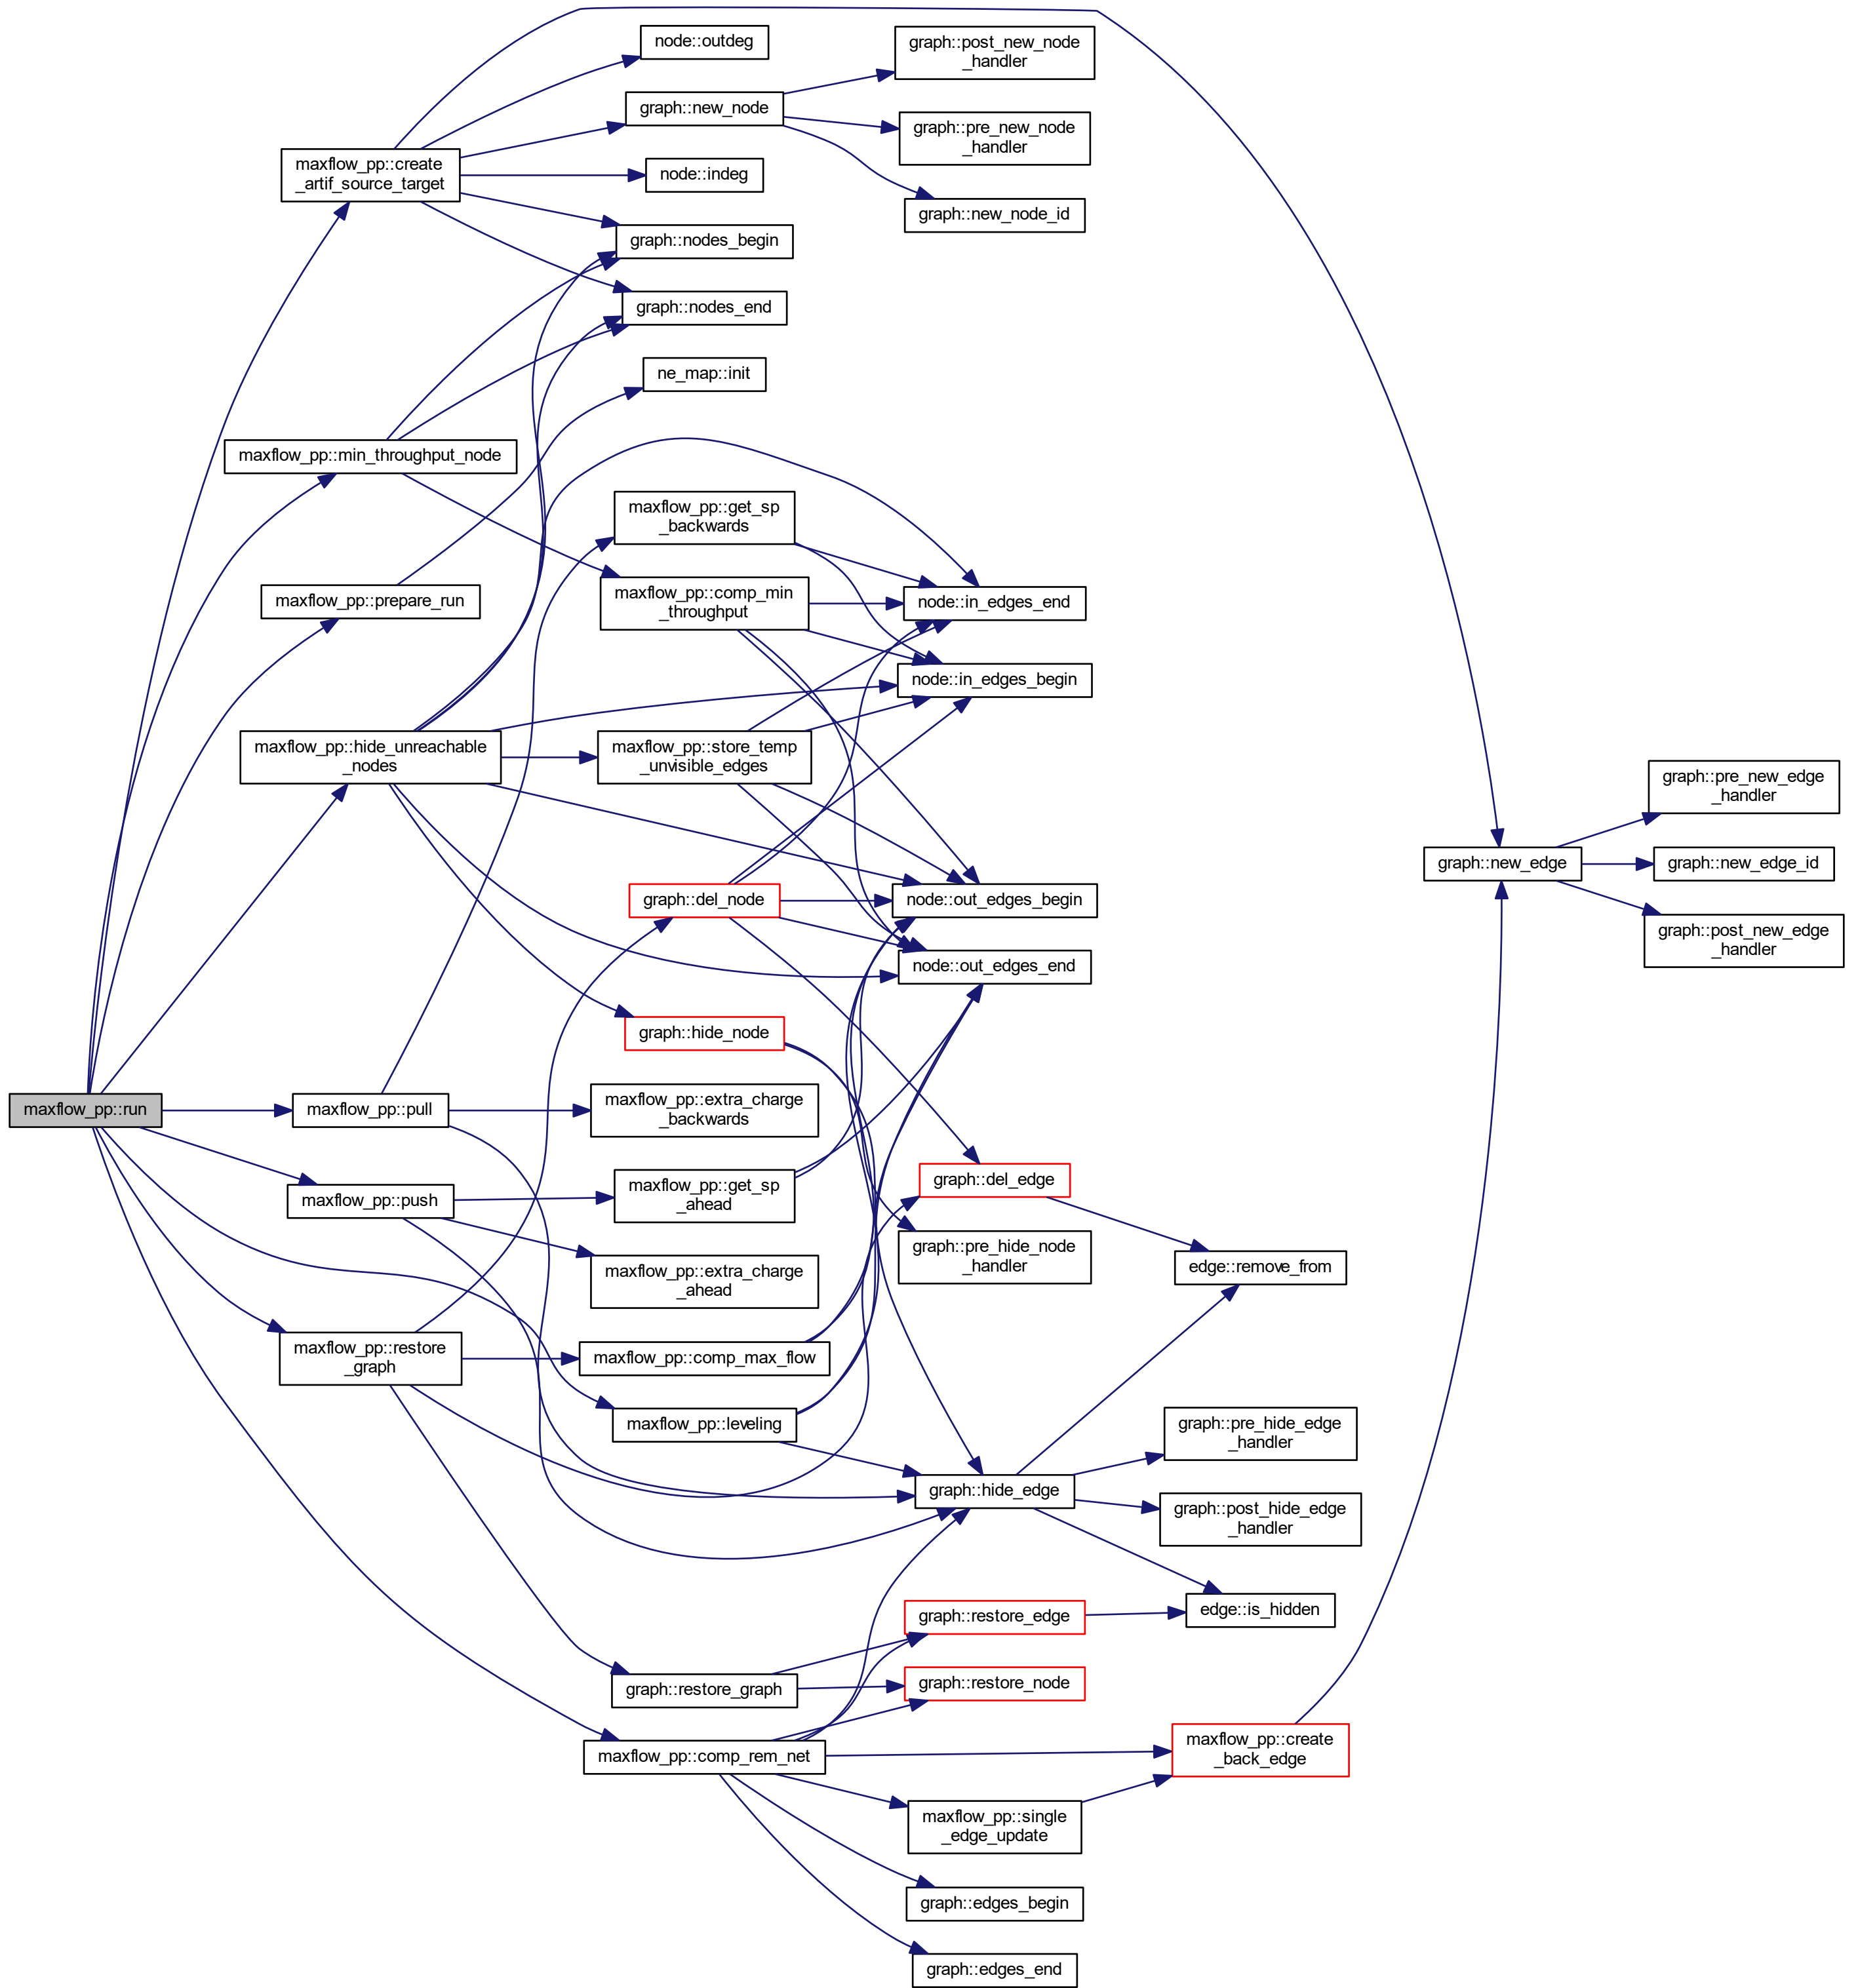 maxflow_pp::run
maxflow_pp::create
_artif_source_target
maxflow_pp::min_throughput_node
maxflow_pp::prepare_run
maxflow_pp::hide_unreachable
_nodes
maxflow_pp::pull
maxflow_pp::push
maxflow_pp::restore
_graph
node::outdeg
graph::new_node
node::indeg
graph::nodes_begin
graph::nodes_end
ne_map::init
maxflow_pp::get_sp
_backwards
maxflow_pp::comp_min
_throughput
maxflow_pp::store_temp
_unvisible_edges
graph::del_node
graph::hide_node
maxflow_pp::extra_charge
_backwards
maxflow_pp::get_sp
_ahead
maxflow_pp::extra_charge
_ahead
maxflow_pp::comp_max_flow
maxflow_pp::leveling
graph::restore_graph
maxflow_pp::comp_rem_net
graph::post_new_node
_handler
graph::pre_new_node
_handler
graph::new_node_id
node::in_edges_end
node::in_edges_begin
node::out_edges_begin
node::out_edges_end
graph::del_edge
graph::pre_hide_node
_handler
graph::hide_edge
graph::restore_edge
graph::restore_node
maxflow_pp::single
_edge_update
graph::edges_begin
graph::edges_end
edge::remove_from
graph::pre_hide_edge
_handler
graph::post_hide_edge
_handler
edge::is_hidden
maxflow_pp::create
_back_edge
graph::new_edge
graph::pre_new_edge
_handler
graph::new_edge_id
graph::post_new_edge
_handler